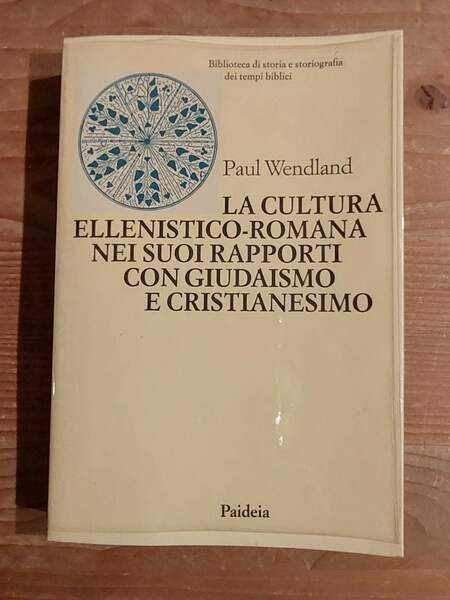 Biblioteca di storia e storiografia
dei tempi biblici
Paul Wendland
LA CULTURA
ELLENISTICO-ROMANA
NEI SUOI RAPPORTI
CON GIUDAISMO
E CRISTIANESIMO
Paideia